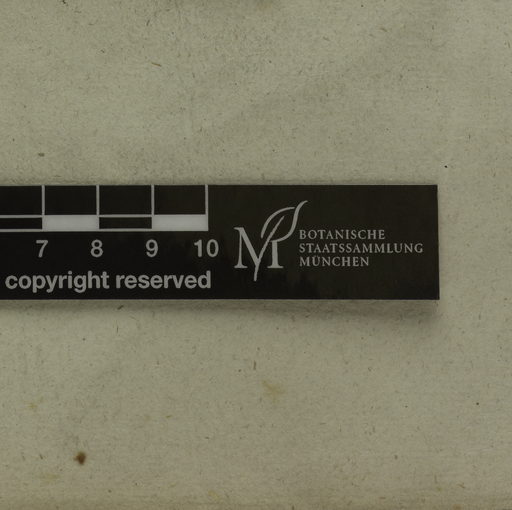 7 8 9 10
copyright reserved
BOTANISCHE
STAATSSAMMLUNG
MÜNCHEN